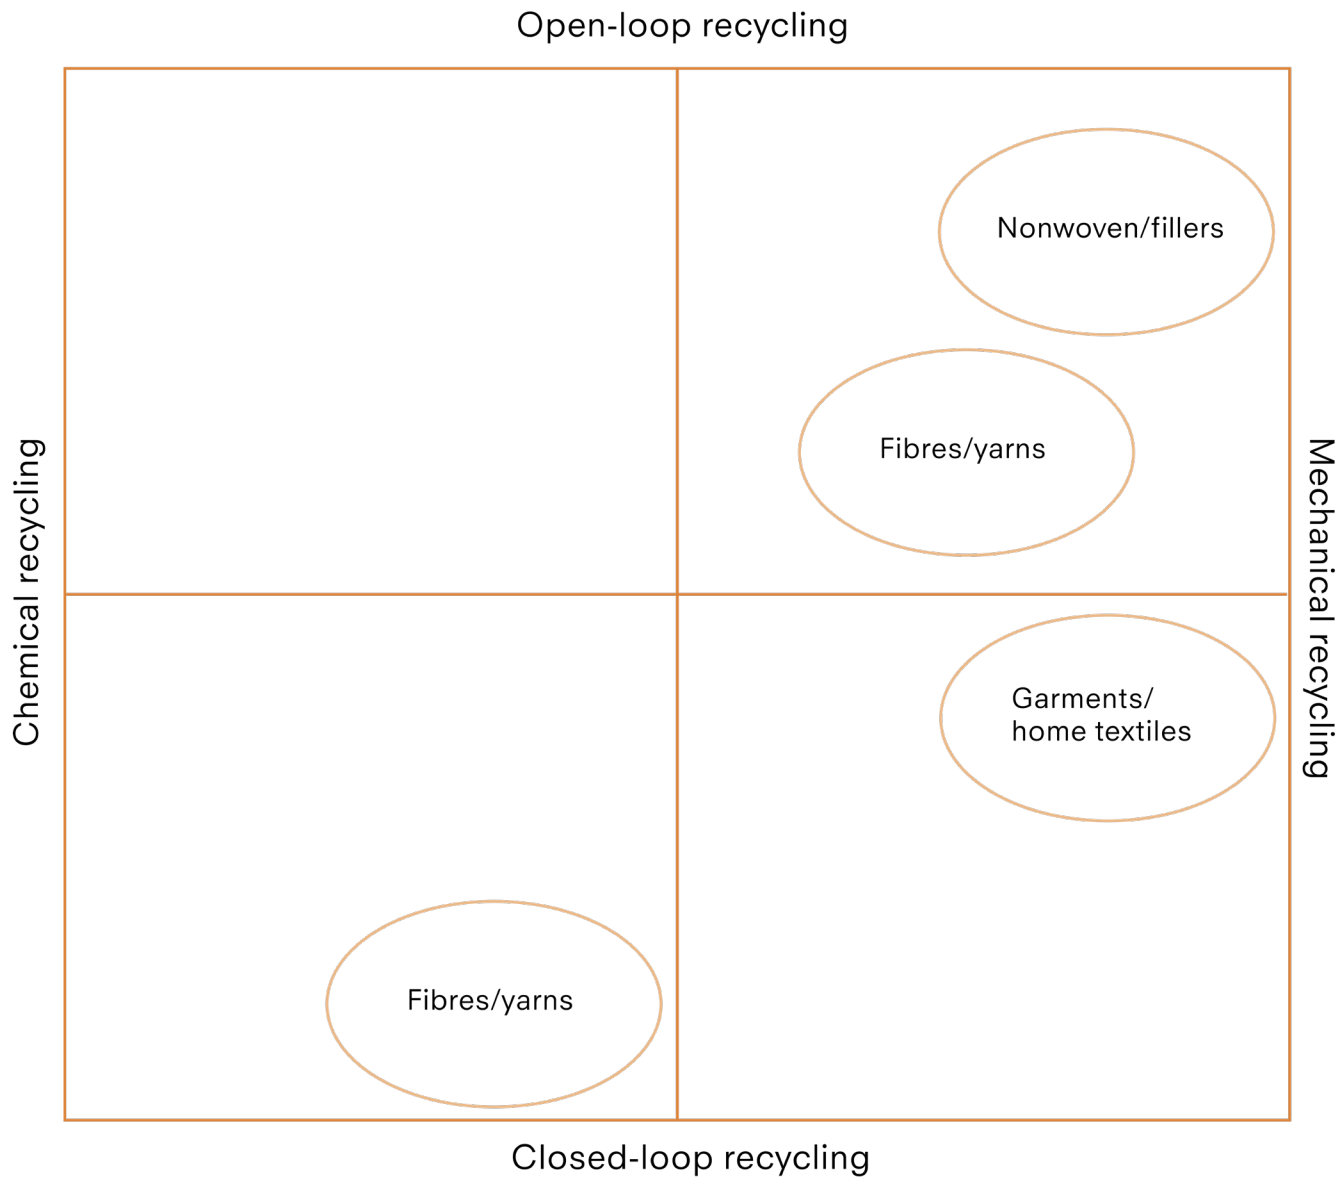 Open-loop recycling
Nonwoven/fillers
Fibres/yarns
Chemical recycling
Mechanical recycling
Garments/
home textiles
Fibres/yarns
Closed-loop recycling